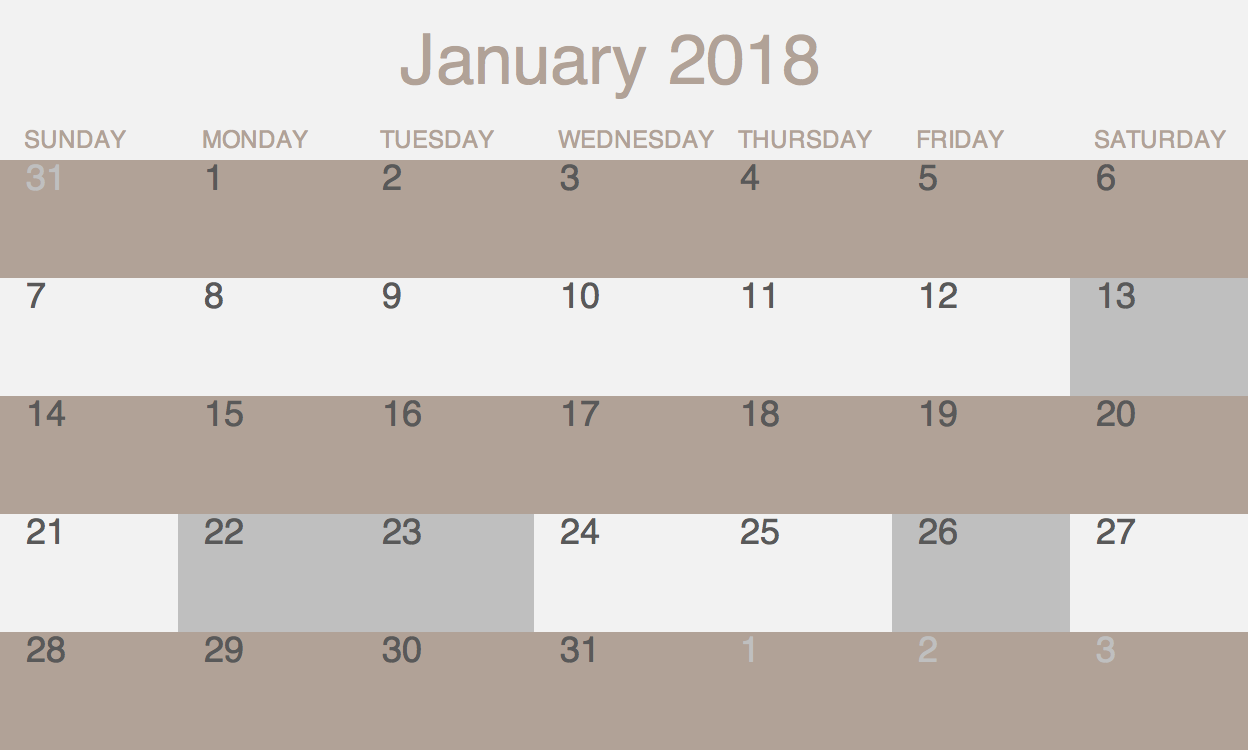 January 2018
SUNDAY MONDAY TUESDAY WEDNESDAY THURSDAY FRIDAY SATURDAY
31 1 2 3 4 5 6
7 8 9 10 11 12 13
14 15 16 17 18 19 20
21 22 23 24 25 26 27
28 29 30 31 1 2 3